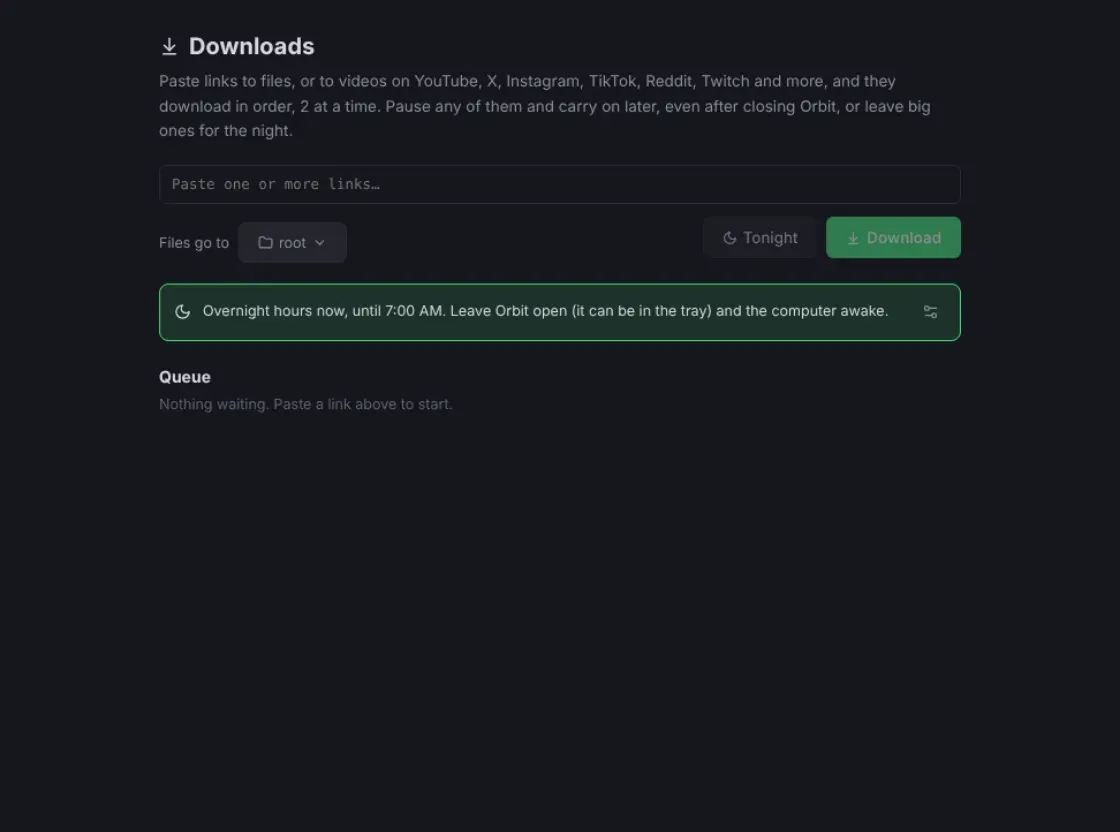 Downloads
Paste links to files, or to videos on YouTube, X, Instagram, TikTok, Reddit, Twitch and more, and they
download in order, 2 at a time. Pause any of them and carry on later, even after closing Orbit, or leave big
ones for the night.
Paste one or more links…
Files go to root Tonight Download
Overnight hours now, until 7:00 AM. Leave Orbit open (it can be in the tray) and the computer awake.
Queue
Nothing waiting. Paste a link above to start.